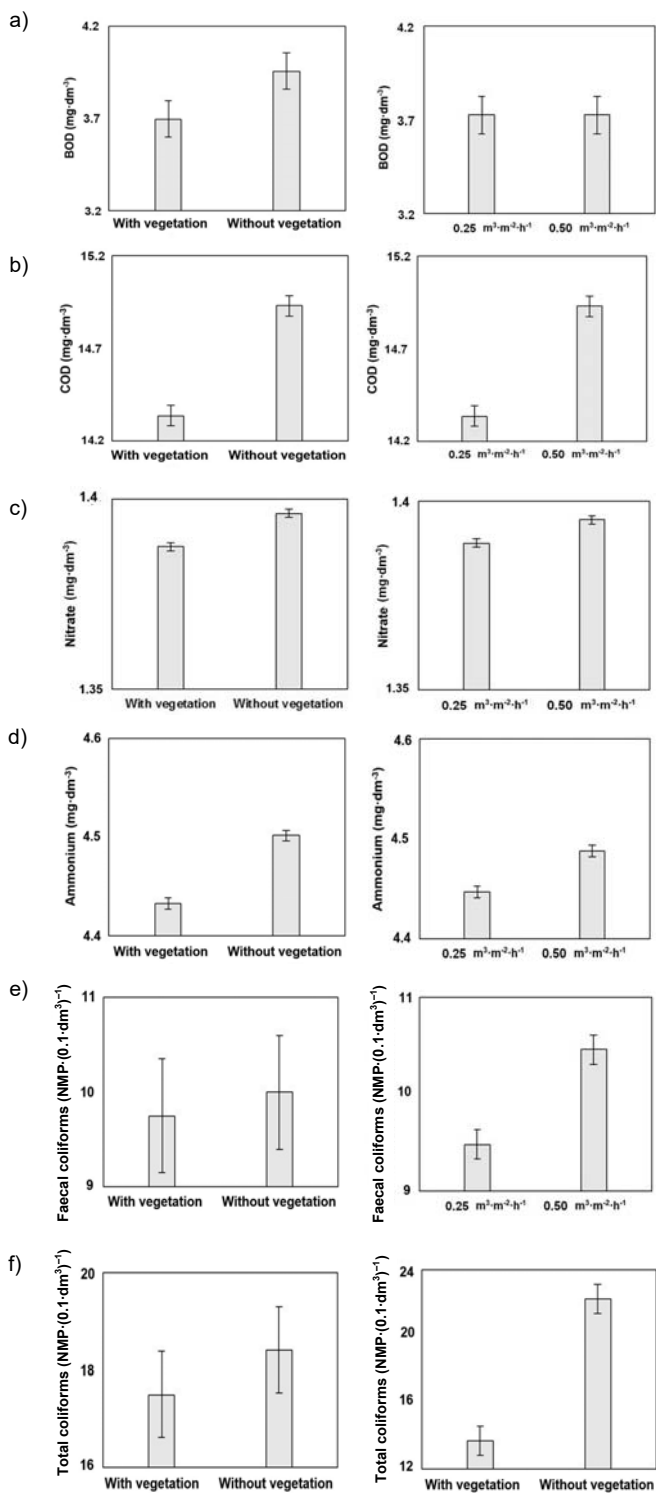 a)
4.2
3.7
3.2
BOD (mg·dm⁻³)
With vegetation Without vegetation
4.2
3.7
3.2
BOD (mg·dm⁻³)
0.25 m³·m⁻²·h⁻¹ 0.50 m³·m⁻²·h⁻¹
b)
15.2
14.7
14.2
COD (mg·dm⁻³)
With vegetation Without vegetation
15.2
14.7
14.2
COD (mg·dm⁻³)
0.25 m³·m⁻²·h⁻¹ 0.50 m³·m⁻²·h⁻¹
c)
1.4
1.35
Nitrate (mg·dm⁻³)
With vegetation Without vegetation
1.4
1.35
Nitrate (mg·dm⁻³)
0.25 m³·m⁻²·h⁻¹ 0.50 m³·m⁻²·h⁻¹
d)
4.6
4.5
4.4
Ammonium (mg·dm⁻³)
With vegetation Without vegetation
4.6
4.5
4.4
Ammonium (mg·dm⁻³)
0.25 m³·m⁻²·h⁻¹ 0.50 m³·m⁻²·h⁻¹
e)
11
10
9
Faecal coliforms (NMP·(0.1·dm³)⁻¹)
With vegetation Without vegetation
11
10
9
Faecal coliforms (NMP·(0.1·dm³)⁻¹)
0.25 m³·m⁻²·h⁻¹ 0.50 m³·m⁻²·h⁻¹
f)
20
18
16
Total coliforms (NMP·(0.1·dm³)⁻¹)
With vegetation Without vegetation
24
20
16
12
Total coliforms (NMP·(0.1·dm³)⁻¹)
With vegetation Without vegetation